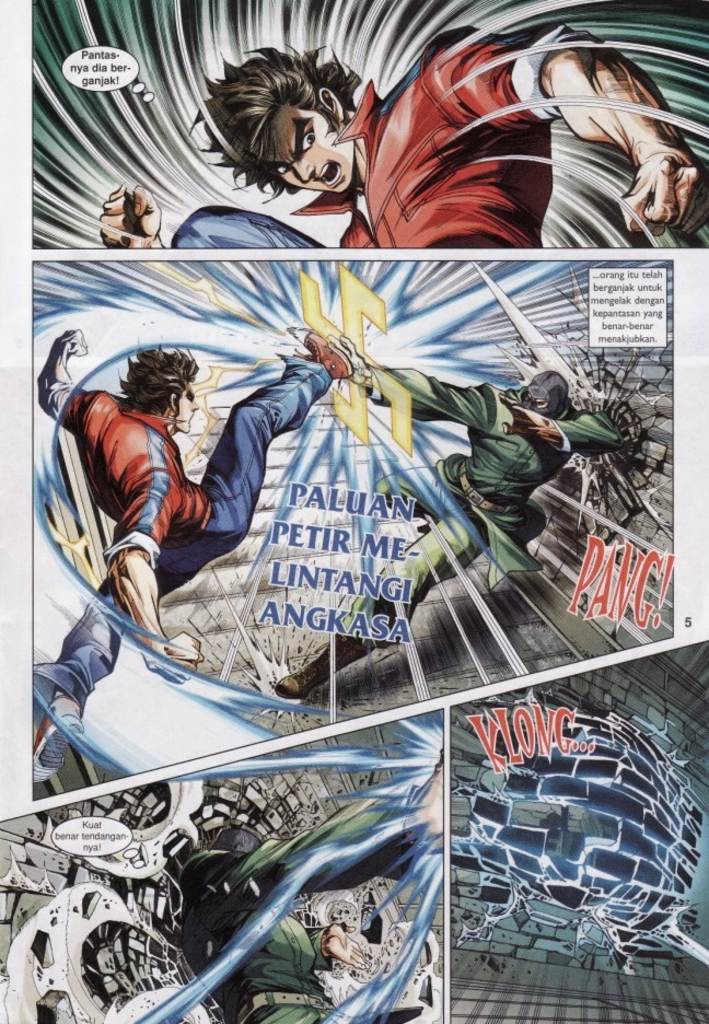 Pantas-
nya dia ber-
ganjak!
...orang itu telah
berganjak untuk
mengelak dengan
kepantasan yang
benar-benar
menakjubkan.
PALUAN
PETIR ME-
LINTANGI
ANGKASA
PANG!
5
KLONG...
Kuat
benar tendangan-
nya!